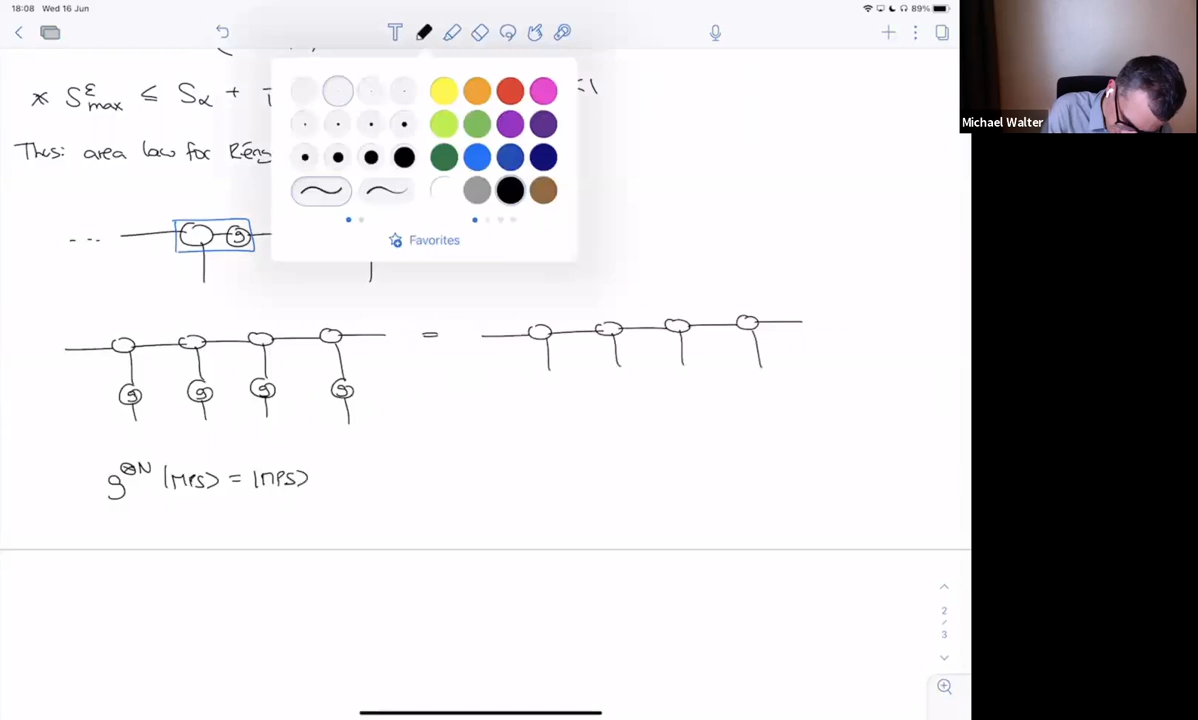 18:08 Wed 16 Jun
89%
* S^ε_max ≤ S_α +
Thus: area law for Rény
...
g
g g g g
=
g^⊗N |MPS⟩ = |MPS⟩
Favorites
Michael Walter
2
/
3